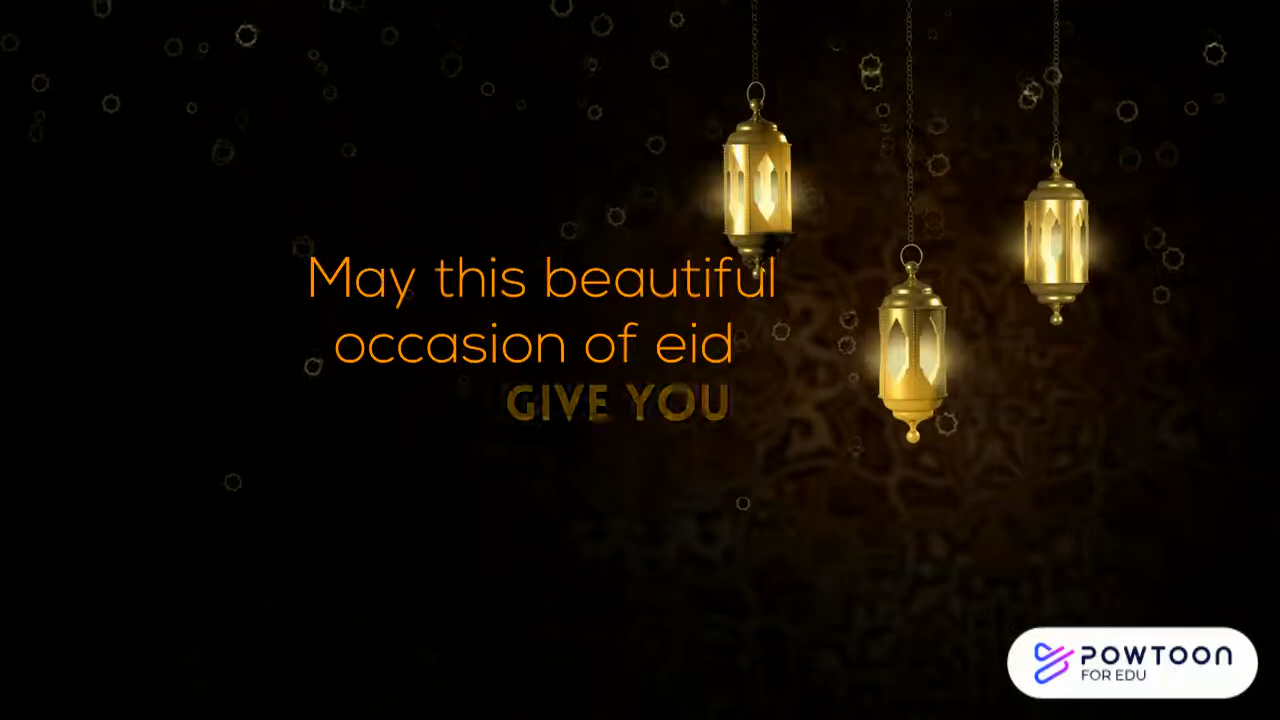 May this beautiful
occasion of eid
GIVE YOU
POWTOON
FOR EDU